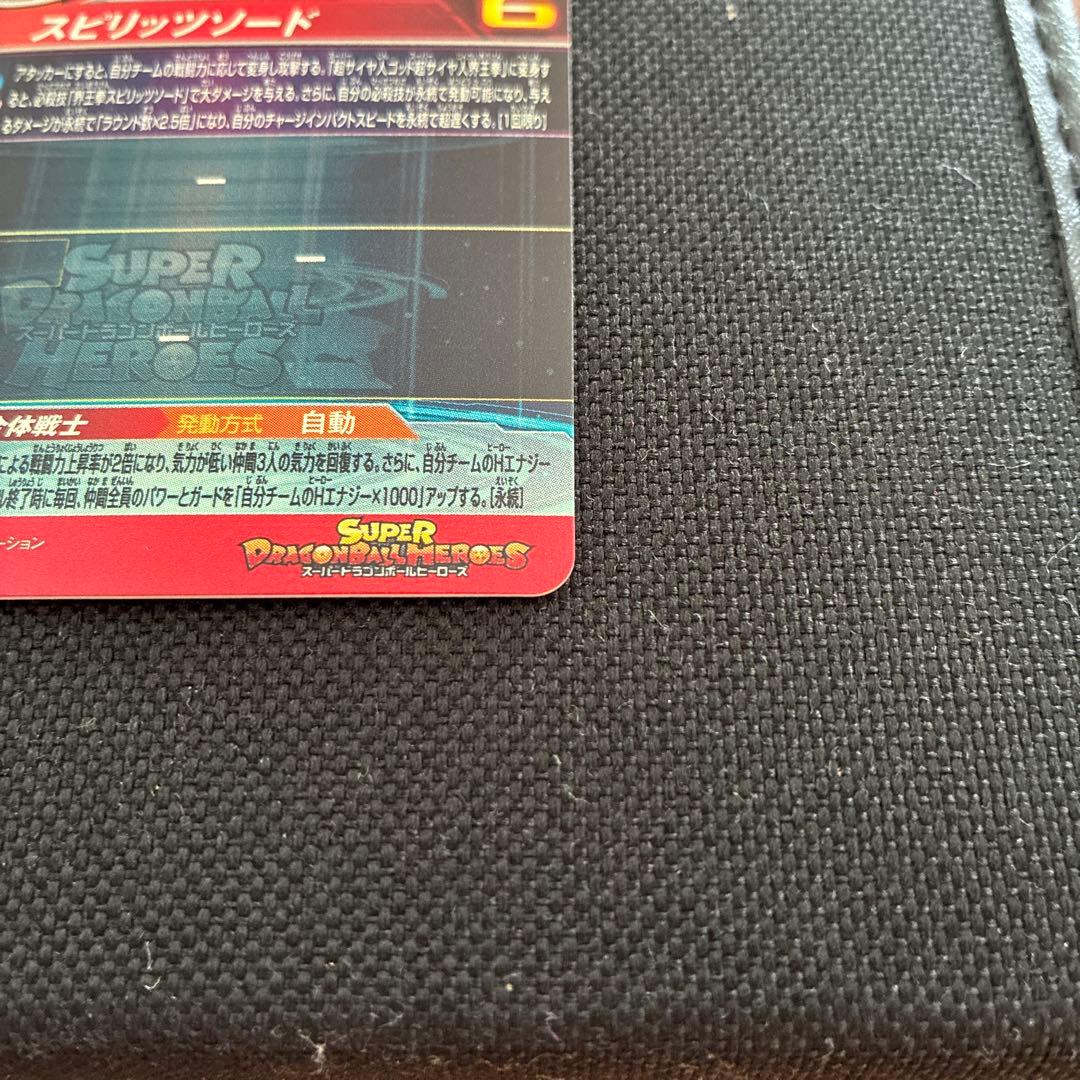 スピリッツソード
6
アタッカーにすると、自分チームの戦闘力に応じて変身し攻撃する。「超サイヤ人ゴッド超サイヤ人界王拳」に変身す
ると、必殺技「界王拳スピリッツソード」で大ダメージを与える。さらに、自分の必殺技が永続で発動可能になり、与え
るダメージが永続で「ラウンド数×2.5倍」になり、自分のチャージインパクトスピードを永続で超遅くする。[1回限り]
SUPER
DRAGONBALL
スーパードラゴンボールヒーローズ
HEROES
体戦士 発動方式 自動
による戦闘力上昇率が2倍になり、気力が低い仲間3人の気力を回復する。さらに、自分チームのHエナジー
終了時に毎回、仲間全員のパワーとガードを「自分チームのHエナジー×1000」アップする。[永続]
ーション
SUPER
DRAGONBALL HEROES
スーパードラゴンボールヒーローズ